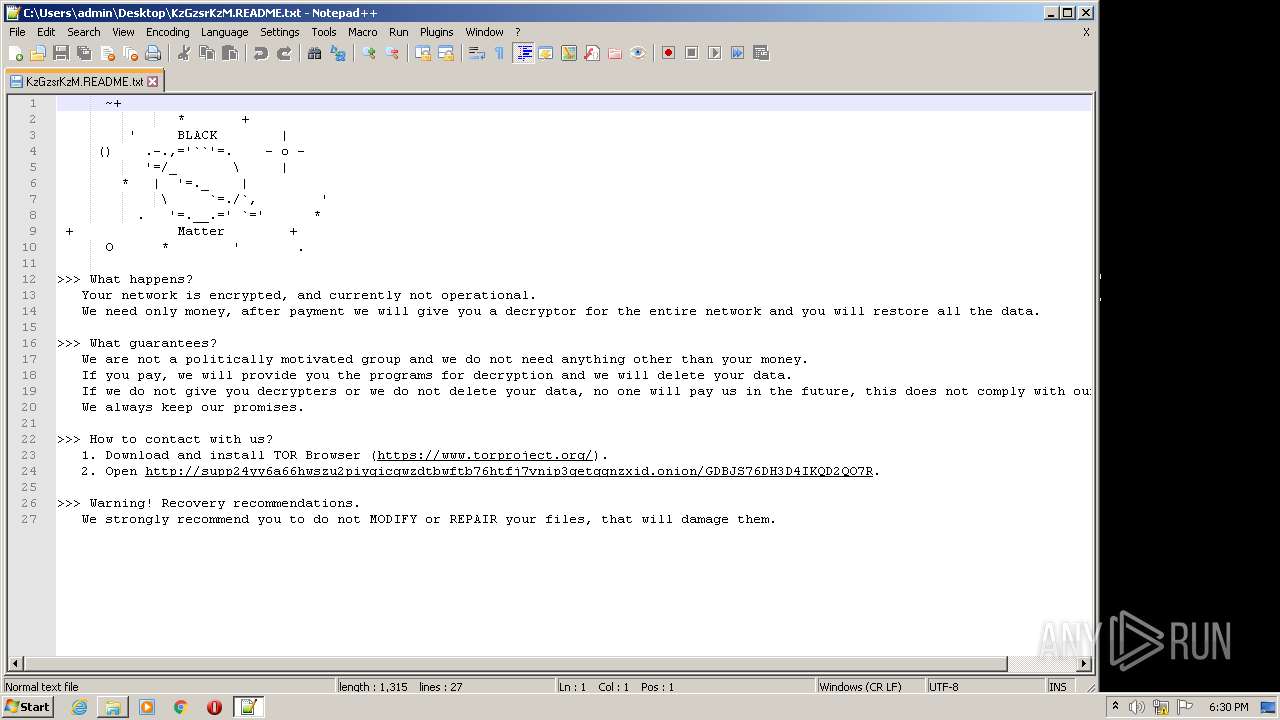 C:\Users\admin\Desktop\KzGzsrKzM.README.txt - Notepad++
File Edit Search View Encoding Language Settings Tools Macro Run Plugins Window ? X
KzGzsrKzM.README.txt
1 ~+
2 * +
3 ' BLACK |
4 () .-.,='``'=. - o -
5 '=/_ \ |
6 * | '=._ |
7 \ `=./`, '
8 . '=.__.=' `=' *
9 + Matter +
10 O * ' .
11
12 >>> What happens?
13 Your network is encrypted, and currently not operational.
14 We need only money, after payment we will give you a decryptor for the entire network and you will restore all the data.
15
16 >>> What guarantees?
17 We are not a politically motivated group and we do not need anything other than your money.
18 If you pay, we will provide you the programs for decryption and we will delete your data.
19 If we do not give you decrypters or we do not delete your data, no one will pay us in the future, this does not comply with ou
20 We always keep our promises.
21
22 >>> How to contact with us?
23 1. Download and install TOR Browser (https://www.torproject.org/).
24 2. Open
25
26 >>> Warning! Recovery recommendations.
27 We strongly recommend you to do not MODIFY or REPAIR your files, that will damage them.
ANY RUN
Normal text file length : 1,315 lines : 27 Ln : 1 Col : 1 Pos : 1 Windows (CR LF) UTF-8 INS
Start 6:30 PM